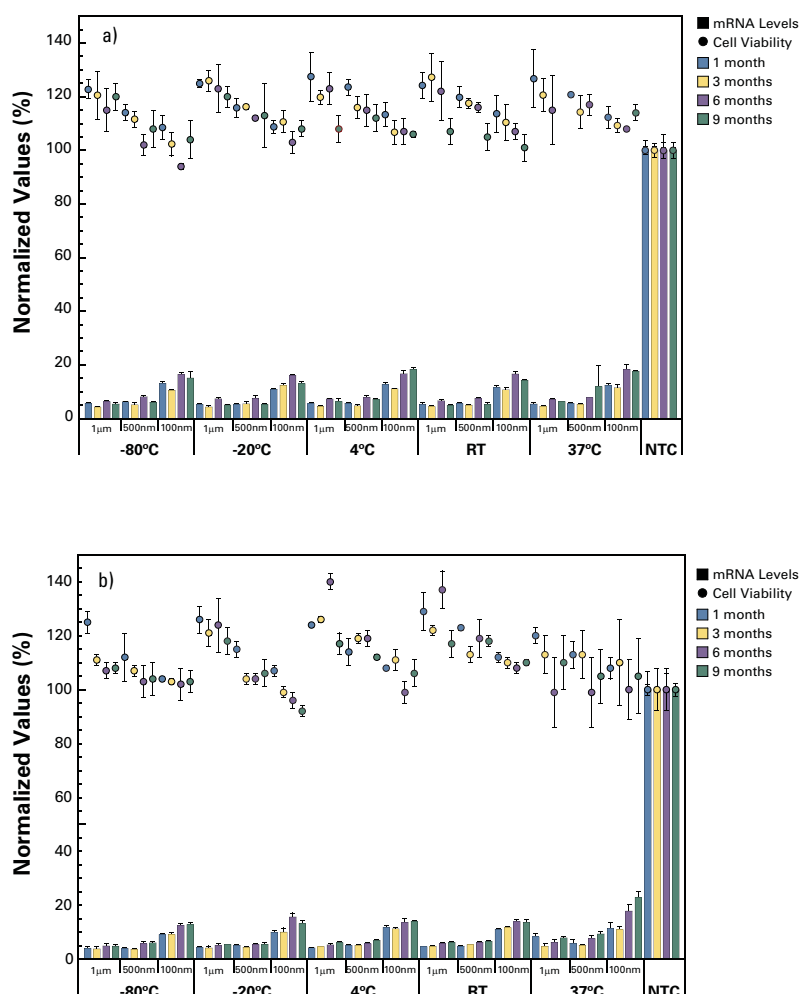 a)
Normalized Values (%)
140
120
100
80
60
40
20
0
1μm 500nm 100nm 1μm 500nm 100nm 1μm 500nm 100nm 1μm 500nm 100nm 1μm 500nm 100nm
-80ºC -20ºC 4ºC RT 37ºC NTC
mRNA Levels
Cell Viability
1 month
3 months
6 months
9 months
b)
Normalized Values (%)
140
120
100
80
60
40
20
0
1μm 500nm 100nm 1μm 500nm 100nm 1μm 500nm 100nm 1μm 500nm 100nm 1μm 500nm 100nm
-80ºC -20ºC 4ºC RT 37ºC NTC
mRNA Levels
Cell Viability
1 month
3 months
6 months
9 months